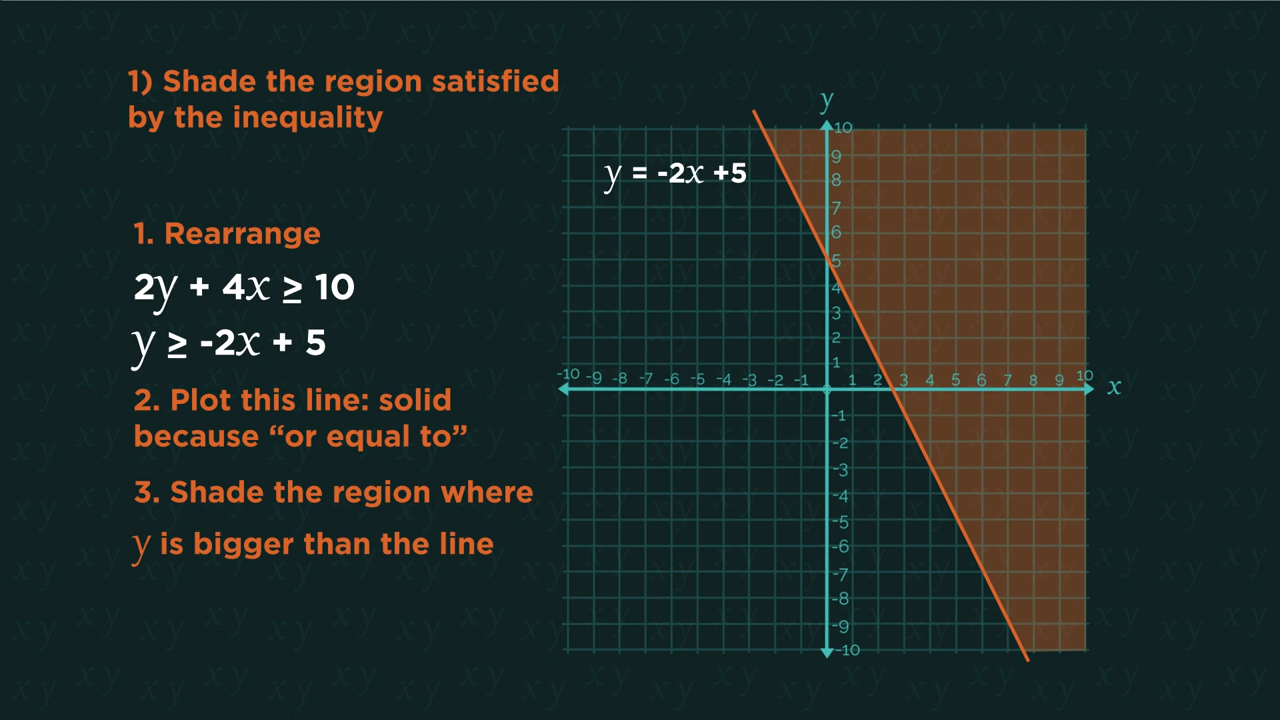 1) Shade the region satisfied
by the inequality
1. Rearrange
2y + 4x ≥ 10
y ≥ -2x + 5
2. Plot this line: solid
because “or equal to”
3. Shade the region where
y is bigger than the line
y
y = -2x +5
10
9
8
7
6
5
4
3
2
1
-10 -9 -8 -7 -6 -5 -4 -3 -2 -1 1 2 3 4 5 6 7 8 9 10
x
-1
-2
-3
-4
-5
-6
-7
-8
-9
-10